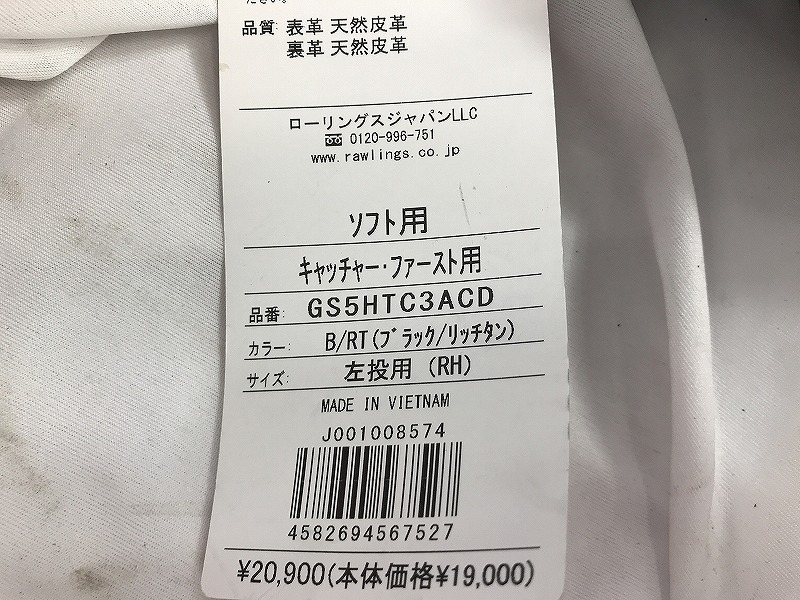 ださい。
品質: 表革 天然皮革
裏革 天然皮革
ローリングスジャパンLLC
0120-996-751
www.rawlings.co.jp
ソフト用
キャッチャー・ファースト用
品番: GS5HTC3ACD
カラー: B/RT(ブラック/リッチタン)
サイズ: 左投用 (RH)
MADE IN VIETNAM
J001008574
4582694567527
¥20,900(本体価格¥19,000)